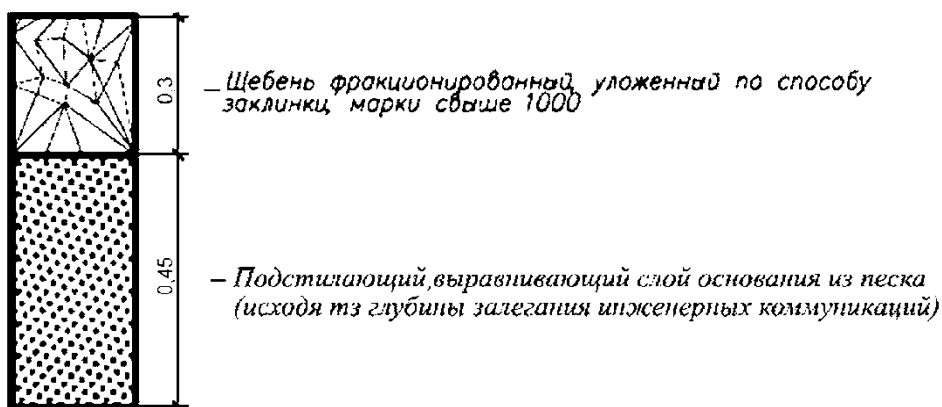 0,3
– Щебень фракционированный, уложенный по способу
заклинки, марки свыше 1000
0,45
– Подстилающий,выравнивающий слой основания из песка
(исходя тз глубины залегания инженерных коммуникаций)